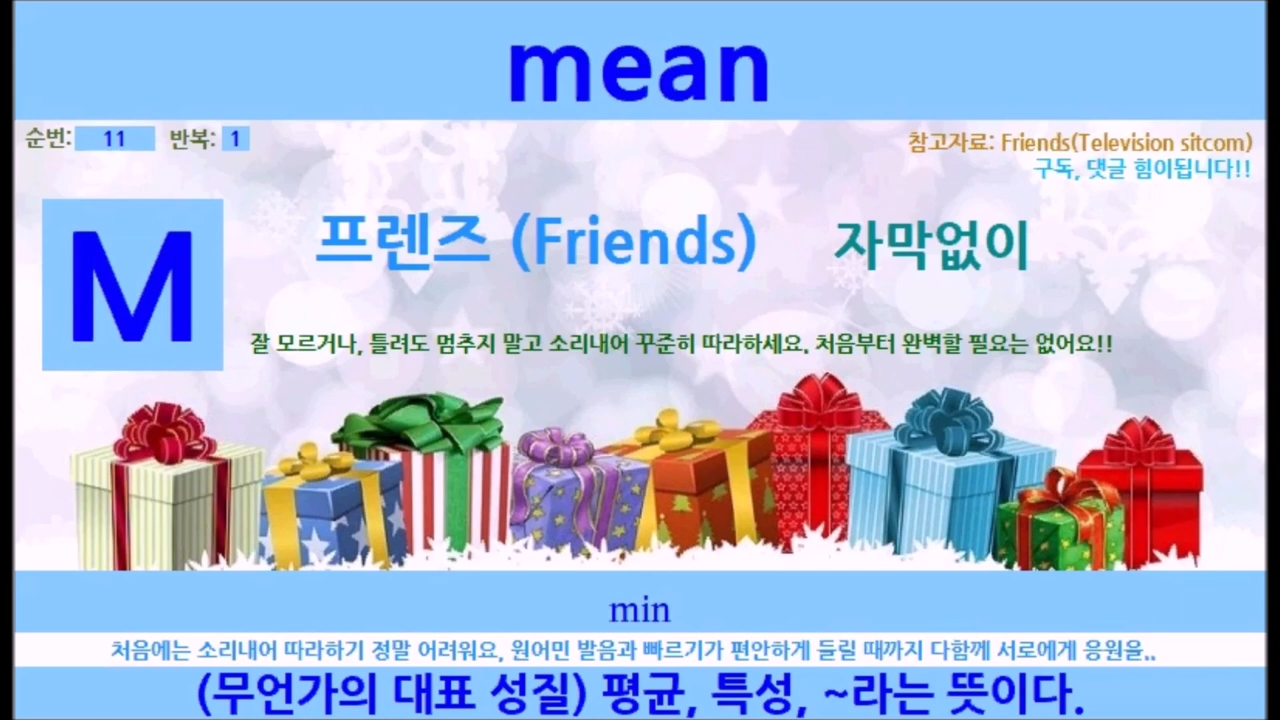 mean
순번: 11 반복: 1
참고자료: Friends(Television sitcom)
구독, 댓글 힘이됩니다!!
M
프렌즈 (Friends) 자막없이
잘 모르거나, 틀려도 멈추지 말고 소리내어 꾸준히 따라하세요. 처음부터 완벽할 필요는 없어요!!
min
처음에는 소리내어 따라하기 정말 어려워요, 원어민 발음과 빠르기가 편안하게 들릴 때까지 다함께 서로에게 응원을..
(무언가의 대표 성질) 평균, 특성, ~라는 뜻이다.